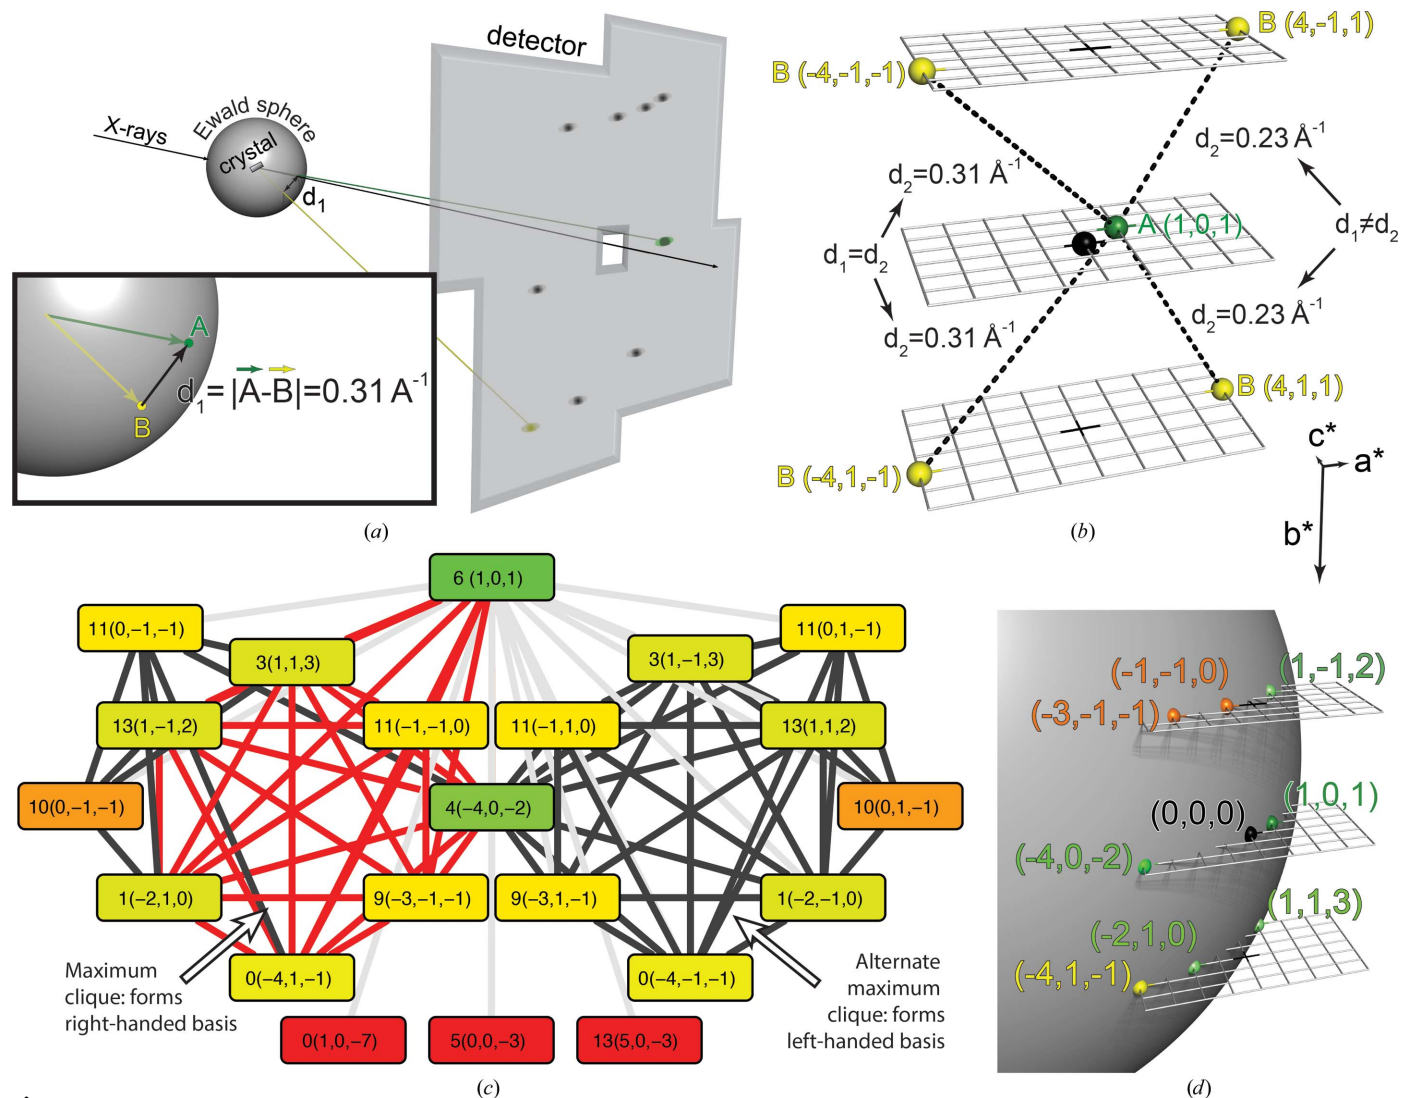 detector
Ewald sphere
X-rays
crystal
d1
A
B
d1=|A-B|=0.31 A-1
(a)
B (4,-1,1)
B (-4,-1,-1)
d2=0.23 Å-1
d2=0.31 Å-1
A (1,0,1)
d1=d2
d1≠d2
d2=0.31 Å-1
d2=0.23 Å-1
B (4,1,1)
B (-4,1,-1)
c*
a*
b*
(b)
6 (1,0,1)
11(0,−1,−1)
11(0,1,−1)
3(1,1,3)
3(1,−1,3)
13(1,−1,2)
11(−1,−1,0)
11(−1,1,0)
13(1,1,2)
10(0,−1,−1)
4(−4,0,−2)
10(0,1,−1)
1(−2,1,0)
9(−3,−1,−1)
9(−3,1,−1)
1(−2,−1,0)
0(−4,1,−1)
0(−4,−1,−1)
Maximum
clique: forms
right-handed basis
Alternate
maximum
clique: forms
left-handed basis
0(1,0,−7)
5(0,0,−3)
13(5,0,−3)
(c)
(-1,-1,0)
(1,-1,2)
(-3,-1,-1)
(1,0,1)
(0,0,0)
(-4,0,-2)
(1,1,3)
(-2,1,0)
(-4,1,-1)
(d)